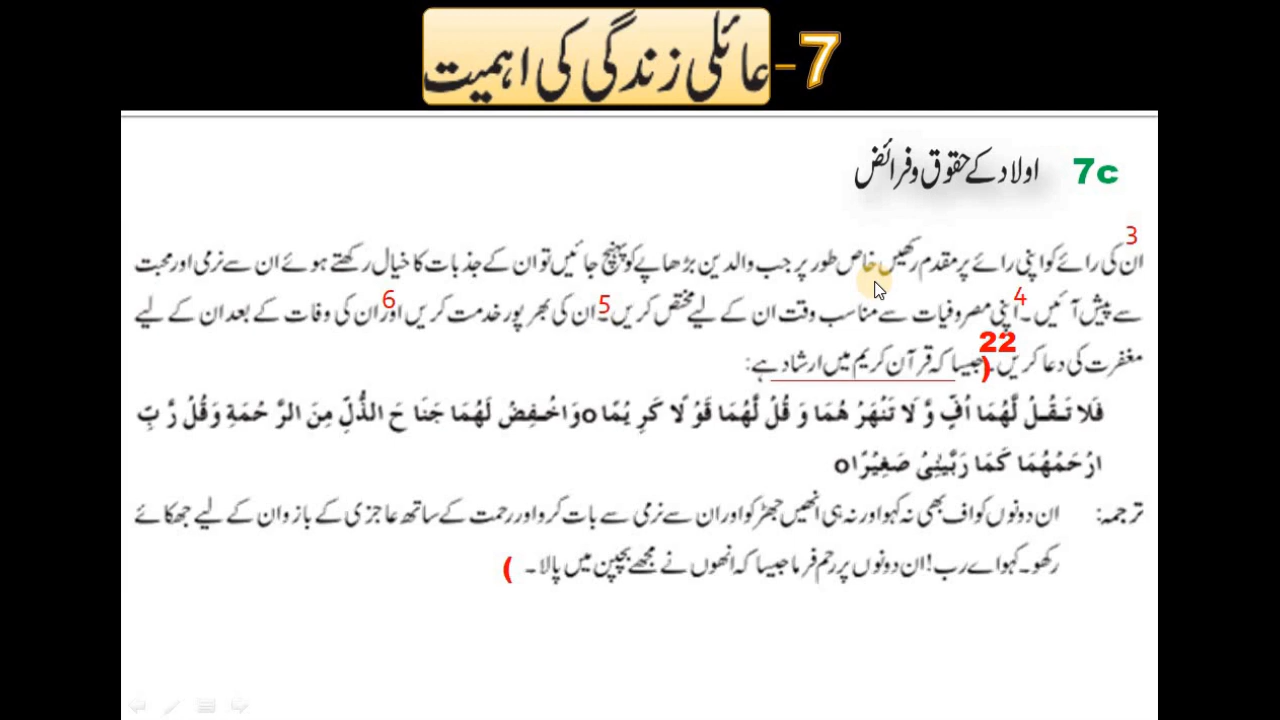 7- عائلی زندگی کی اہمیت
7c اولاد کے حقوق و فرائض
3
ان کی رائے کو اپنی رائے پر مقدم رکھیں خاص طور پر جب والدین بڑھاپے کو پہنچ جائیں تو ان کے جذبات کا خیال رکھتے ہوئے ان سے نرمی اور محبت
سے پیش آئیں۔ 4 اپنی مصروفیات سے مناسب وقت ان کے لیے مختص کریں۔ 5 ان کی بھرپور خدمت کریں اور 6 ان کی وفات کے بعد ان کے لیے
22
مغفرت کی دعا کریں۔ (جیسا کہ قرآن کریم میں ارشاد ہے:
فَلَا تَقُلْ لَّهُمَا اُفٍّ وَّ لَا تَنْهَرْ هُمَا وَ قُلْ لَّهُمَا قَوْ لًا كَرِ يْمًا o وَ اخْفِضْ لَهُمَا جَنَا حَ الذُّلِّ مِنَ الرَّ حْمَةِ وَ قُلْ رَّ بِّ
ارْحَمْهُمَا كَمَا رَبَّيٰنِىْ صَغِيْرًا o
ترجمہ: ان دونوں کو اف بھی نہ کہو اور نہ ہی انھیں جھڑکو اور ان سے نرمی سے بات کرو اور رحمت کے ساتھ عاجزی کے بازو ان کے لیے جھکائے
رکھو۔ کہو اے رب! ان دونوں پر رحم فرما جیسا کہ انھوں نے مجھے بچپن میں پالا۔ )